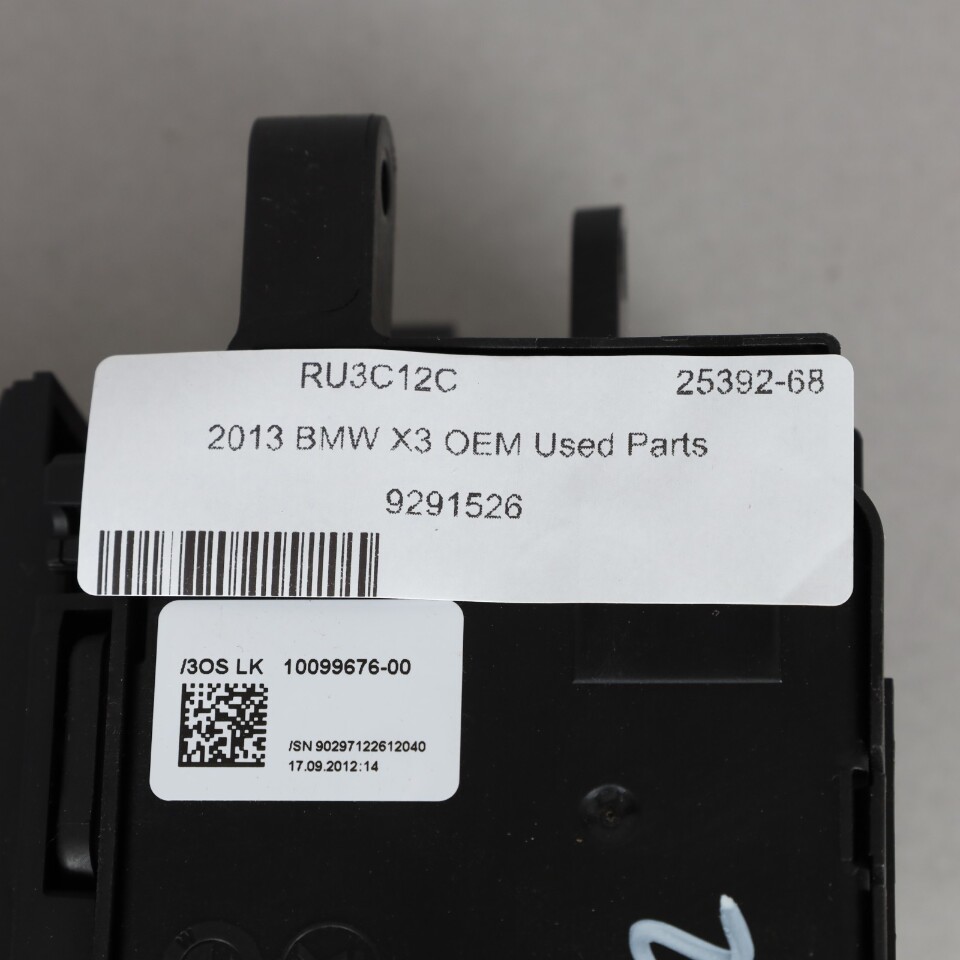 RU3C12C 25392-68
2013 BMW X3 OEM Used Parts
9291526
/3OS LK 10099676-00
/SN 90297122612040
17.09.2012:14
2